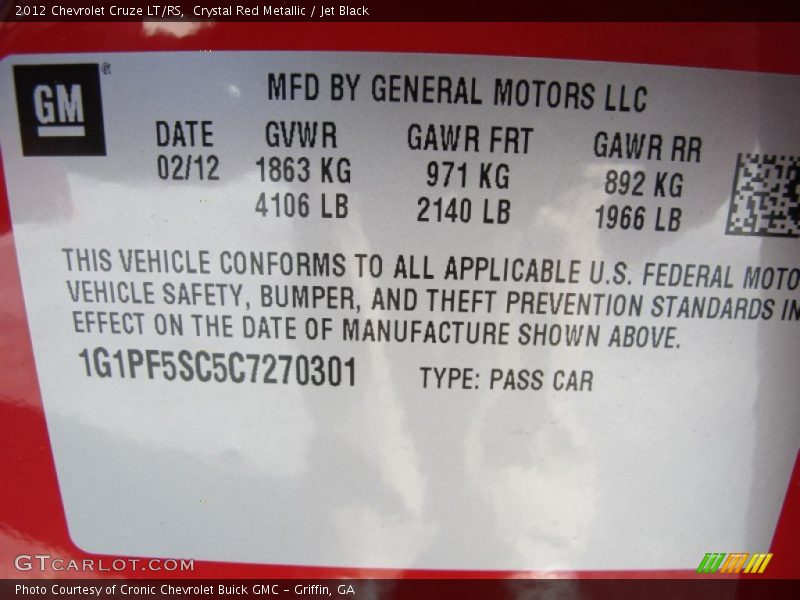 2012 Chevrolet Cruze LT/RS, Crystal Red Metallic / Jet Black
GM ®
MFD BY GENERAL MOTORS LLC
DATE GVWR GAWR FRT GAWR RR
02/12 1863 KG 971 KG 892 KG
4106 LB 2140 LB 1966 LB
THIS VEHICLE CONFORMS TO ALL APPLICABLE U.S. FEDERAL MOTO
VEHICLE SAFETY, BUMPER, AND THEFT PREVENTION STANDARDS IN
EFFECT ON THE DATE OF MANUFACTURE SHOWN ABOVE.
1G1PF5SC5C7270301 TYPE: PASS CAR
GTCARLOT.COM
Photo Courtesy of Cronic Chevrolet Buick GMC - Griffin, GA